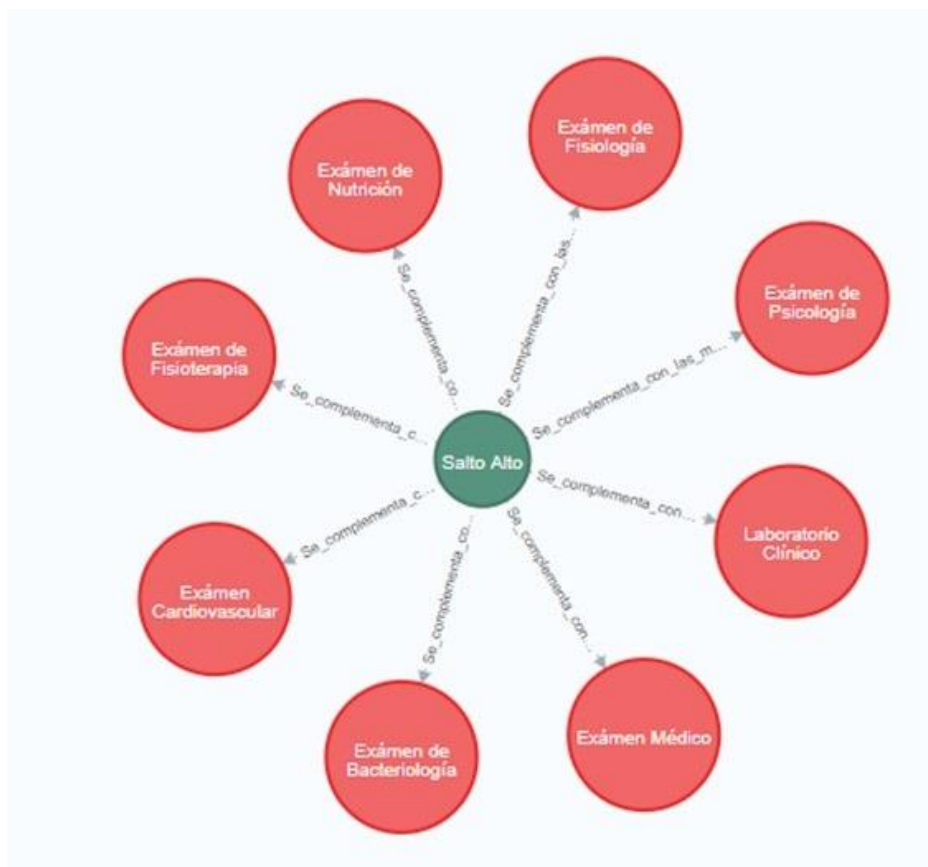 Exámen de
Fisiología
Exámen de
Nutrición
Exámen de
Psicología
Exámen de
Fisioterapia
Se_complementa_con_las...
Se_complementa_co...
Se_complementa_con_las_m...
Se_complementa_c...
Salto Alto
Se_complementa_con...
Laboratorio
Clínico
Se_complementa_c...
Exámen
Cardiovascular
Se_complementa_co...
Se_complementa_con...
Exámen Médico
Exámen de
Bacteriología